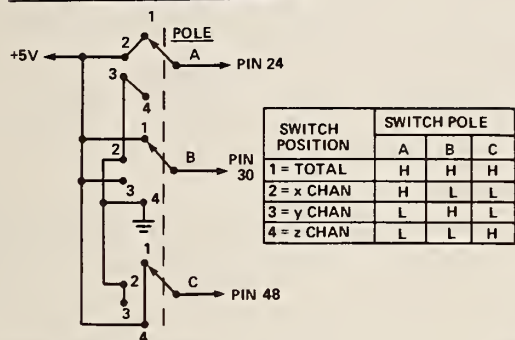 1
POLE
2
A
+5V
PIN 24
3
4
1
2
B
PIN
30
3
4
1
2
C
PIN 48
3
4
SWITCH POSITION | SWITCH POLE
A | B | C
1 = TOTAL | H | H | H
2 = x CHAN | H | L | L
3 = y CHAN | L | H | L
4 = z CHAN | L | L | H